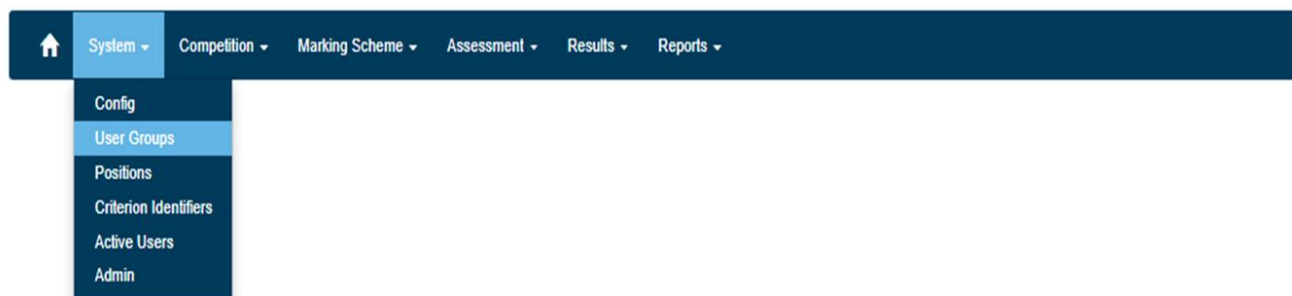 System Competition Marking Scheme Assessment Results Reports
Config
User Groups
Positions
Criterion Identifiers
Active Users
Admin